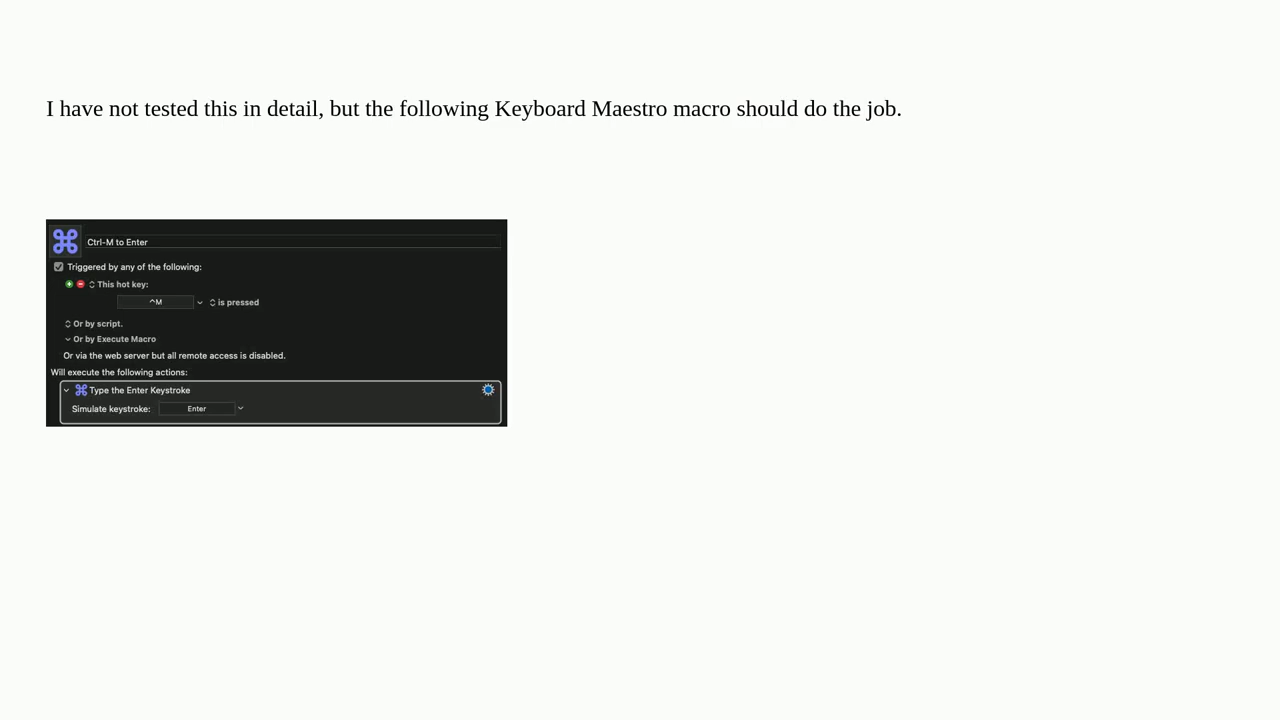 I have not tested this in detail, but the following Keyboard Maestro macro should do the job.
Ctrl-M to Enter
Triggered by any of the following:
This hot key:
^M is pressed
Or by script.
Or by Execute Macro
Or via the web server but all remote access is disabled.
Will execute the following actions:
Type the Enter Keystroke
Simulate keystroke: Enter